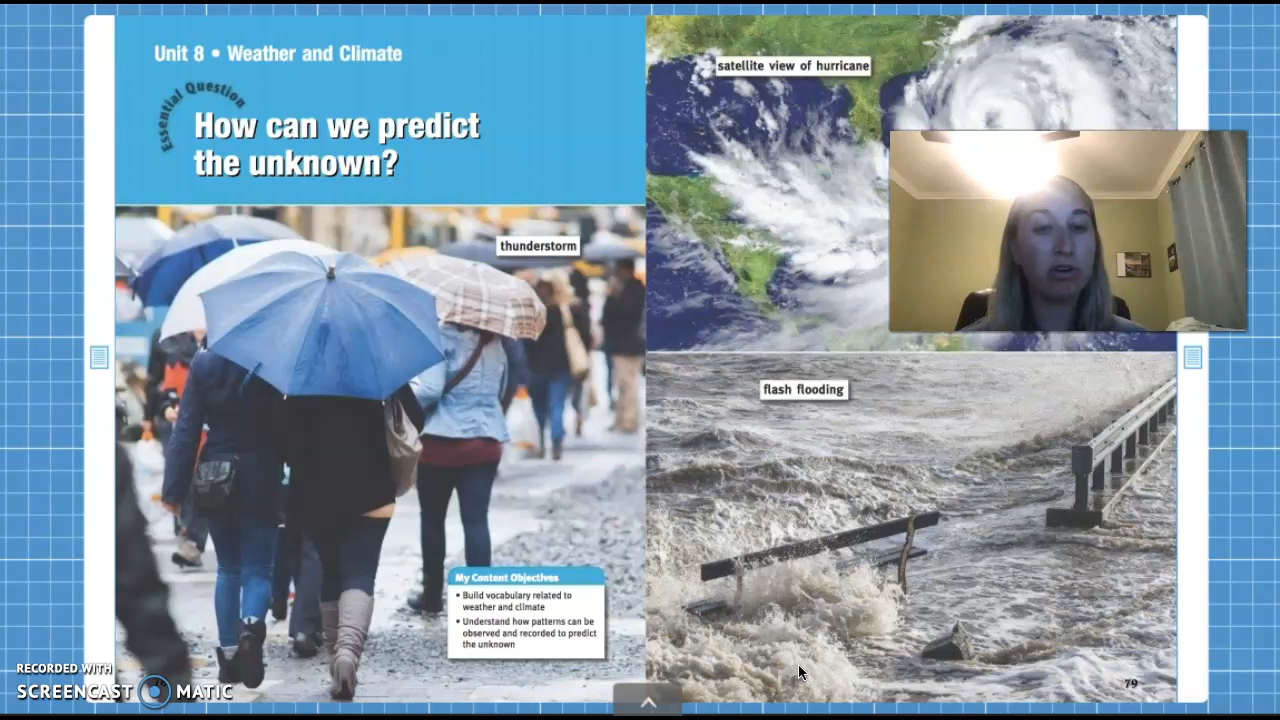 Unit 8 • Weather and Climate
Essential Question
How can we predict
the unknown?
thunderstorm
My Content Objectives
• Build vocabulary related to
weather and climate
• Understand how patterns can be
observed and recorded to predict
the unknown
satellite view of hurricane
flash flooding
79
RECORDED WITH
SCREENCAST MATIC